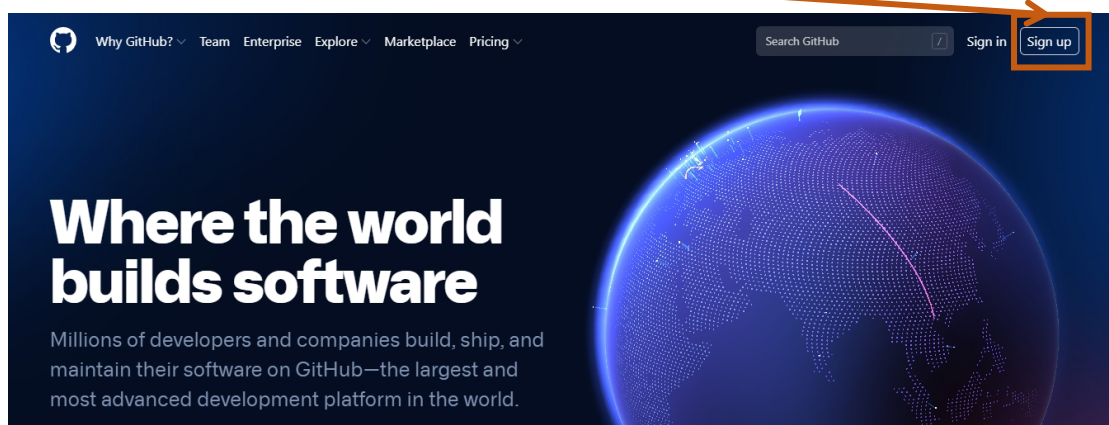 Why GitHub? Team Enterprise Explore Marketplace Pricing Search GitHub / Sign in Sign up
Where the world
builds software
Millions of developers and companies build, ship, and
maintain their software on GitHub—the largest and
most advanced development platform in the world.